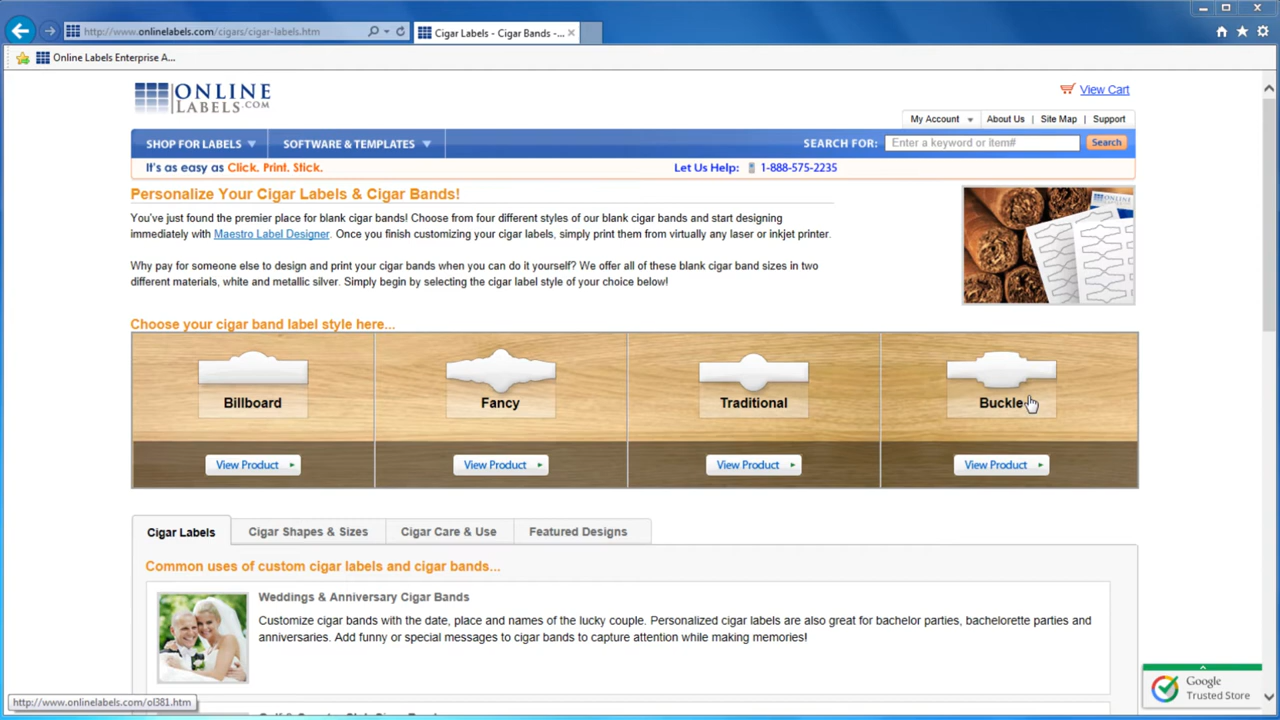 http://www.onlinelabels.com/cigars/cigar-labels.htm
Cigar Labels - Cigar Bands -...
Online Labels Enterprise A...
ONLINE
LABELS.COM
View Cart
My Account
About Us | Site Map | Support
SHOP FOR LABELS
SOFTWARE & TEMPLATES
SEARCH FOR:
Enter a keyword or item#
Search
It's as easy as Click. Print. Stick.
Let Us Help: 1-888-575-2235
Personalize Your Cigar Labels & Cigar Bands!
You've just found the premier place for blank cigar bands! Choose from four different styles of our blank cigar bands and start designing
immediately with Maestro Label Designer. Once you finish customizing your cigar labels, simply print them from virtually any laser or inkjet printer.
Why pay for someone else to design and print your cigar bands when you can do it yourself? We offer all of these blank cigar band sizes in two
different materials, white and metallic silver. Simply begin by selecting the cigar label style of your choice below!
Choose your cigar band label style here...
Billboard
Fancy
Traditional
Buckle
View Product
View Product
View Product
View Product
Cigar Labels
Cigar Shapes & Sizes
Cigar Care & Use
Featured Designs
Common uses of custom cigar labels and cigar bands...
Weddings & Anniversary Cigar Bands
Customize cigar bands with the date, place and names of the lucky couple. Personalized cigar labels are also great for bachelor parties, bachelorette parties and
anniversaries. Add funny or special messages to cigar bands to capture attention while making memories!
Google
Trusted Store
http://www.onlinelabels.com/ol381.htm